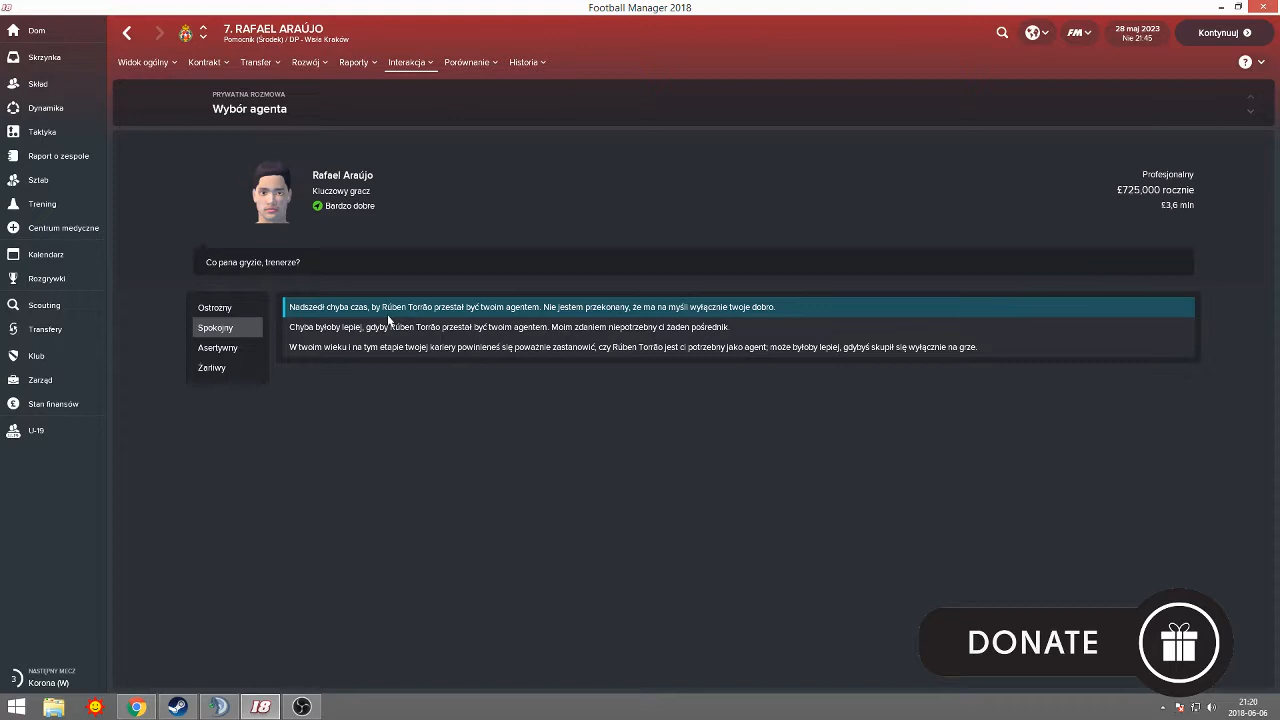 18
Football Manager 2018
Dom
Skrzynka
Skład
Dynamika
Taktyka
Raport o zespole
Sztab
Trening
Centrum medyczne
Kalendarz
Rozgrywki
Scouting
Transfery
Klub
Zarząd
Stan finansów
U-19
3
NASTĘPNY MECZ
Korona (W)
7. RAFAEL ARAÚJO
Pomocnik (Środek) / DP - Wisła Kraków
FM
28 maj 2023
Nie 21:45
Kontynuuj
Widok ogólny
Kontrakt
Transfer
Rozwój
Raporty
Interakcja
Porównanie
Historia
?
PRYWATNA ROZMOWA
Wybór agenta
Rafael Araújo
Kluczowy gracz
Bardzo dobre
Profesjonalny
£725,000 rocznie
£3,6 mln
Co pana gryzie, trenerze?
Ostrożny
Spokojny
Asertywny
Żarliwy
Nadszedł chyba czas, by Rúben Torrão przestał być twoim agentem. Nie jestem przekonany, że ma na myśli wyłącznie twoje dobro.
Chyba byłoby lepiej, gdyby Rúben Torrão przestał być twoim agentem. Moim zdaniem niepotrzebny ci żaden pośrednik.
W twoim wieku i na tym etapie twojej kariery powinieneś się poważnie zastanowić, czy Rúben Torrão jest ci potrzebny jako agent; może byłoby lepiej, gdybyś skupił się wyłącznie na grze.
DONATE
18
21:20
2018-06-06